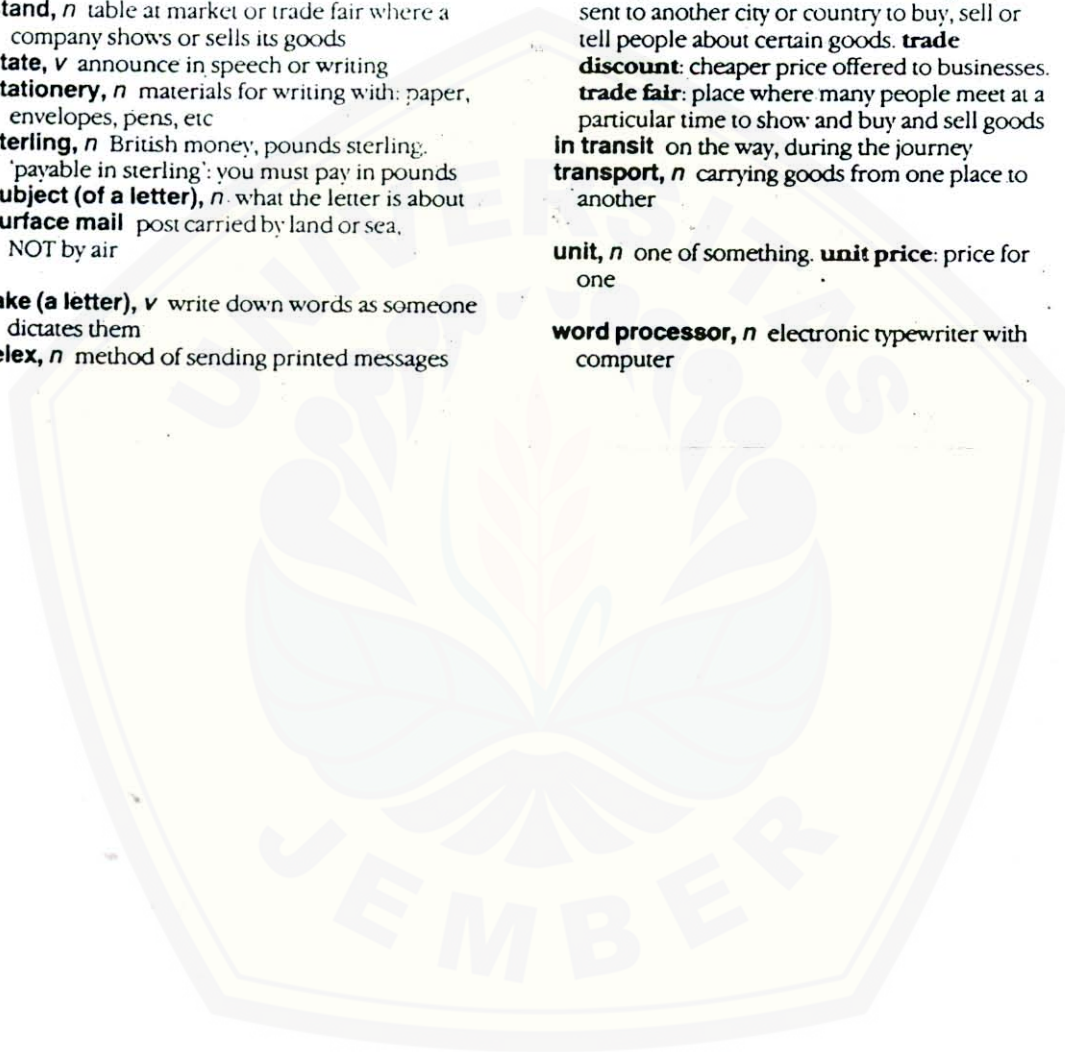 tand, n table at market or trade fair where a
company shows or sells its goods
tate, v announce in speech or writing
tationery, n materials for writing with: paper,
envelopes, pens, etc
terling, n British money, pounds sterling.
'payable in sterling': you must pay in pounds
ubject (of a letter), n what the letter is about
urface mail post carried by land or sea,
NOT by air
ake (a letter), v write down words as someone
dictates them
elex, n method of sending printed messages
sent to another city or country to buy, sell or
tell people about certain goods. trade
discount: cheaper price offered to businesses.
trade fair: place where many people meet at a
particular time to show and buy and sell goods
in transit on the way, during the journey
transport, n carrying goods from one place to
another
unit, n one of something. unit price: price for
one
word processor, n electronic typewriter with
computer
UNIVERSITAS
JEMBER